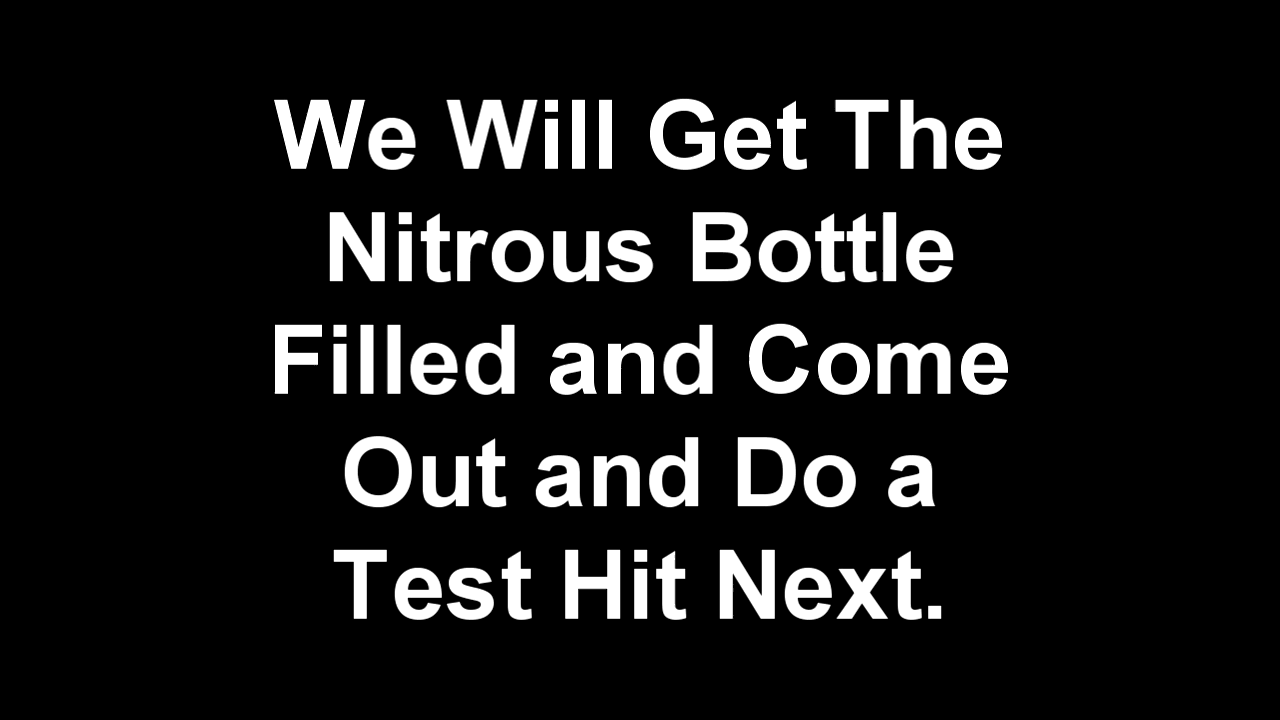 We Will Get The
Nitrous Bottle
Filled and Come
Out and Do a
Test Hit Next.